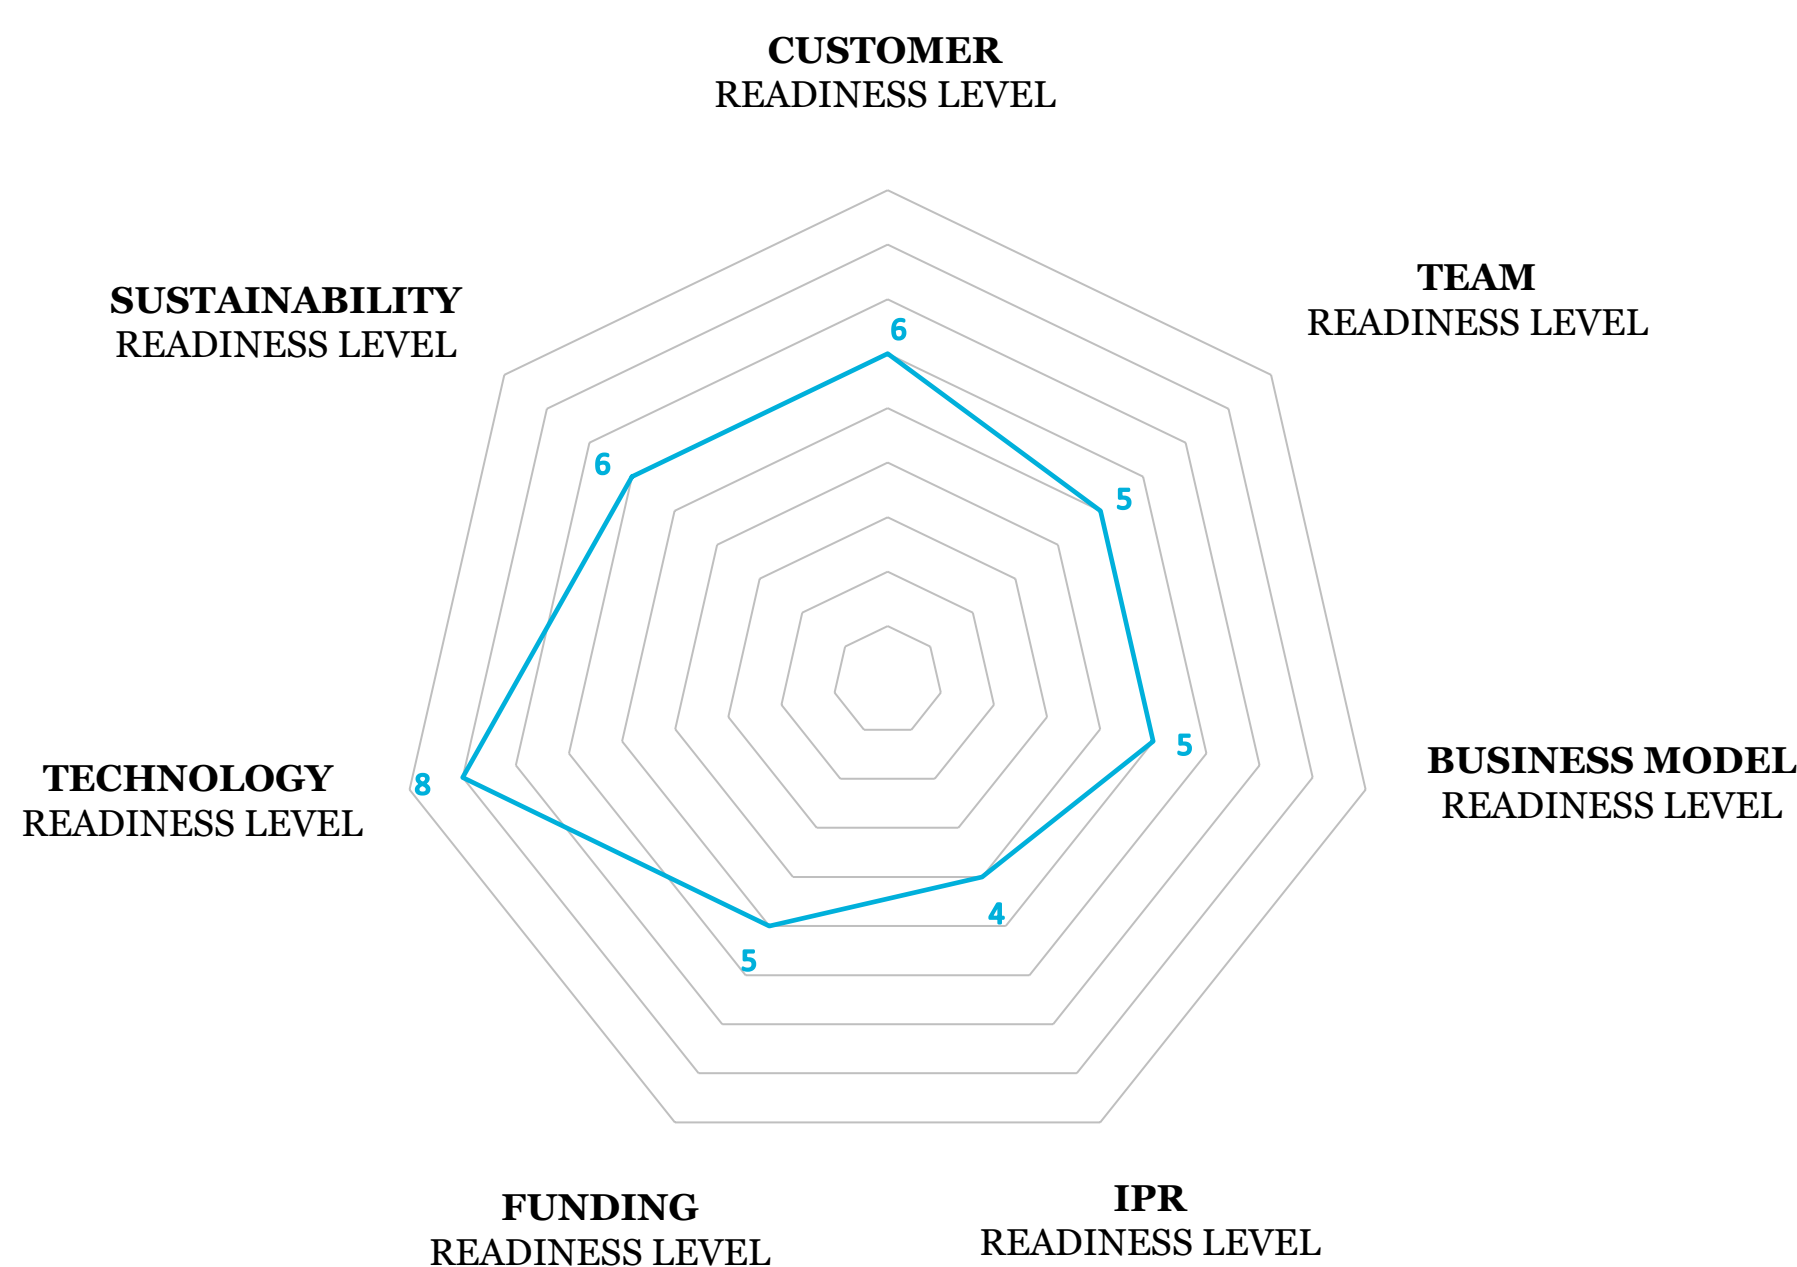 CUSTOMER
READINESS LEVEL
TEAM
READINESS LEVEL
SUSTAINABILITY
READINESS LEVEL
6
6
5
5
BUSINESS MODEL
READINESS LEVEL
TECHNOLOGY
READINESS LEVEL
8
4
5
FUNDING
READINESS LEVEL
IPR
READINESS LEVEL